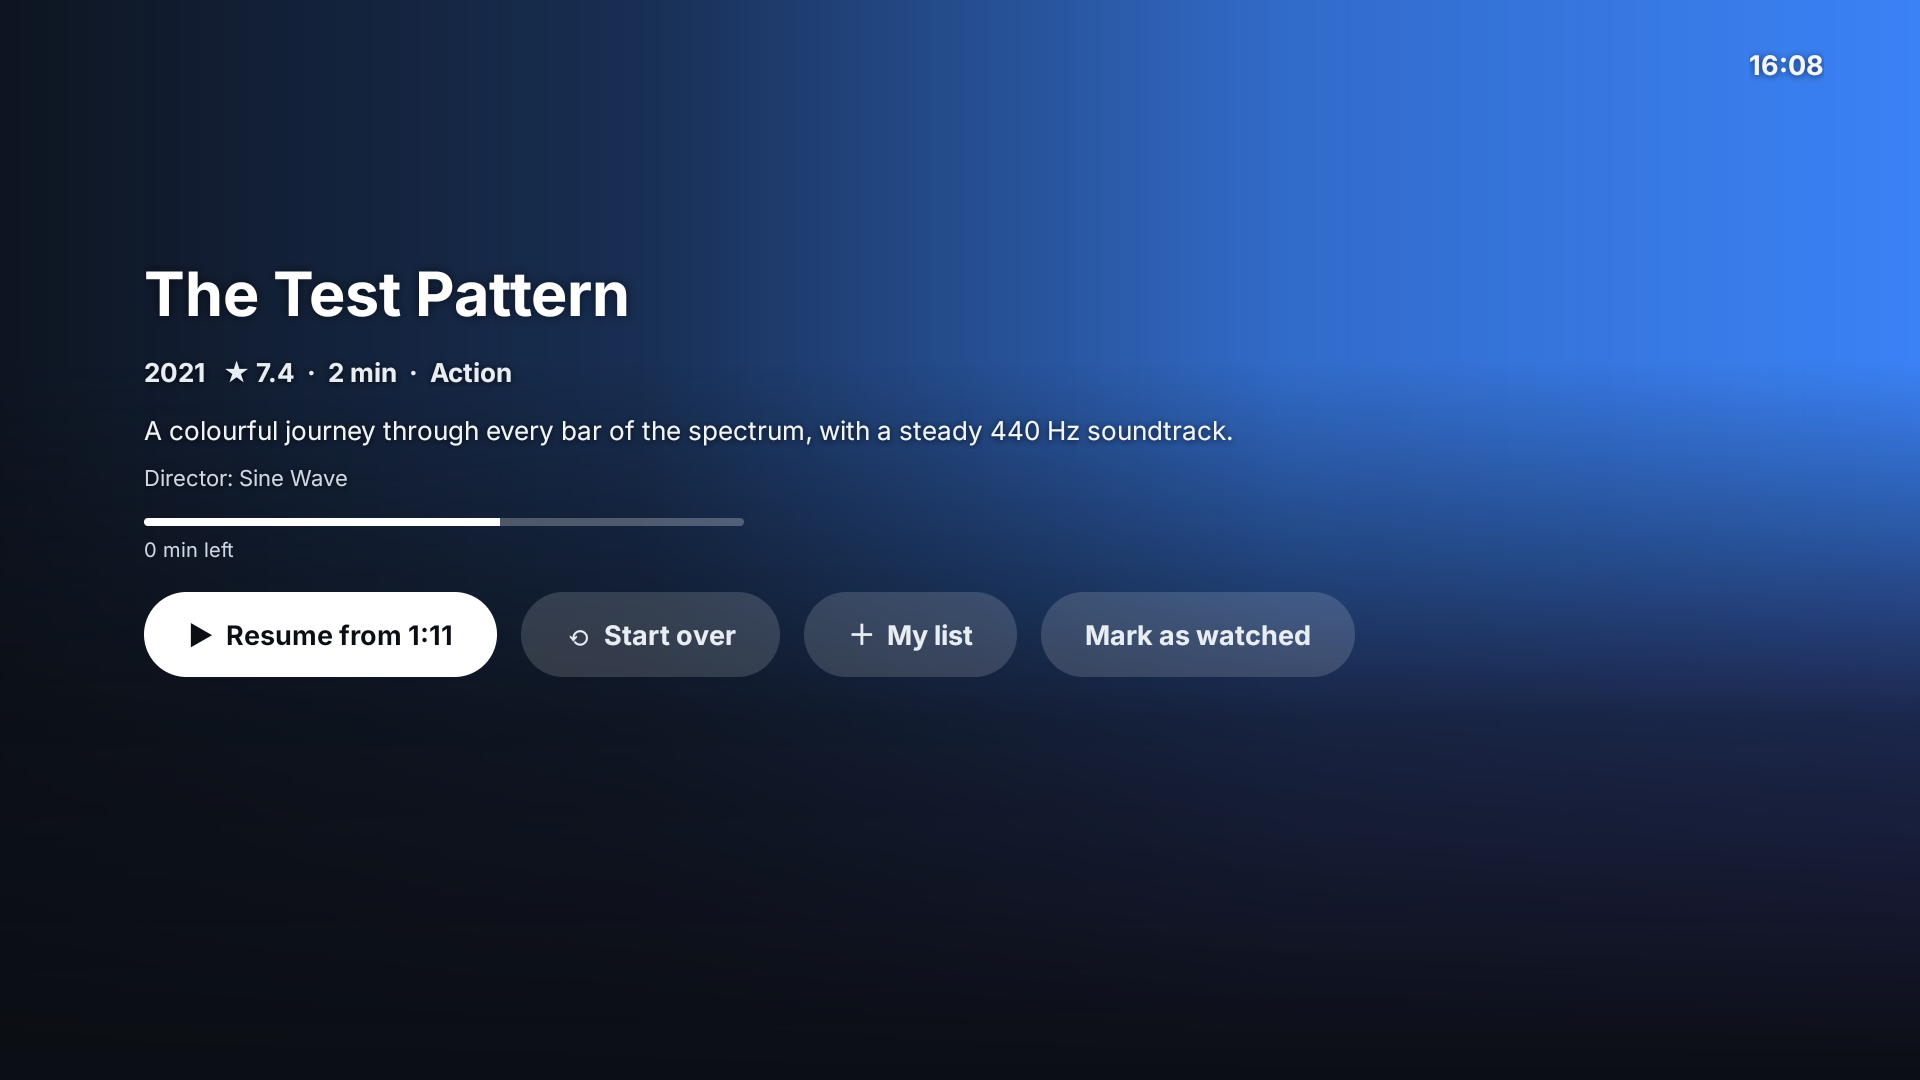 16:08
The Test Pattern
2021 ★ 7.4 · 2 min · Action
A colourful journey through every bar of the spectrum, with a steady 440 Hz soundtrack.
Director: Sine Wave
0 min left
▶ Resume from 1:11
⟲ Start over
+ My list
Mark as watched